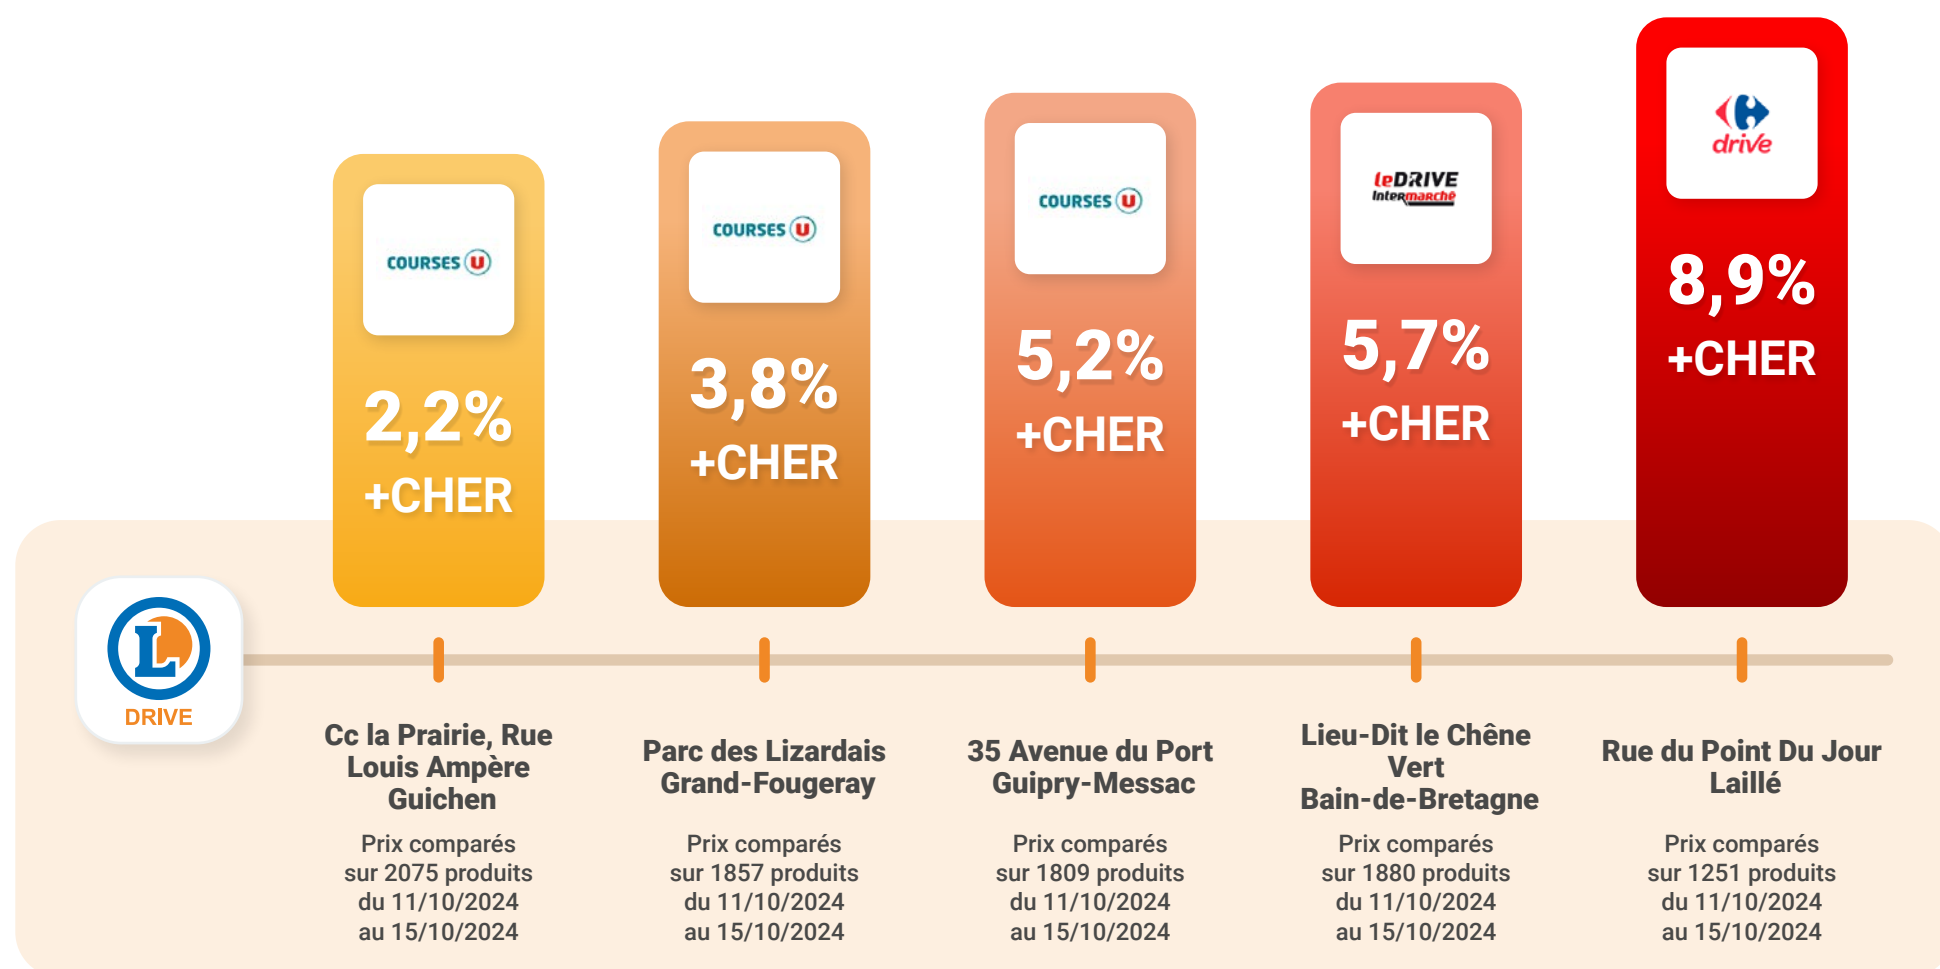 COURSES U
2,2%
+CHER
COURSES U
3,8%
+CHER
COURSES U
5,2%
+CHER
leDRIVE
Intermarché
5,7%
+CHER
drive
8,9%
+CHER
L
DRIVE
Cc la Prairie, Rue
Louis Ampère
Guichen
Prix comparés
sur 2075 produits
du 11/10/2024
au 15/10/2024
Parc des Lizardais
Grand-Fougeray
Prix comparés
sur 1857 produits
du 11/10/2024
au 15/10/2024
35 Avenue du Port
Guipry-Messac
Prix comparés
sur 1809 produits
du 11/10/2024
au 15/10/2024
Lieu-Dit le Chêne
Vert
Bain-de-Bretagne
Prix comparés
sur 1880 produits
du 11/10/2024
au 15/10/2024
Rue du Point Du Jour
Laillé
Prix comparés
sur 1251 produits
du 11/10/2024
au 15/10/2024